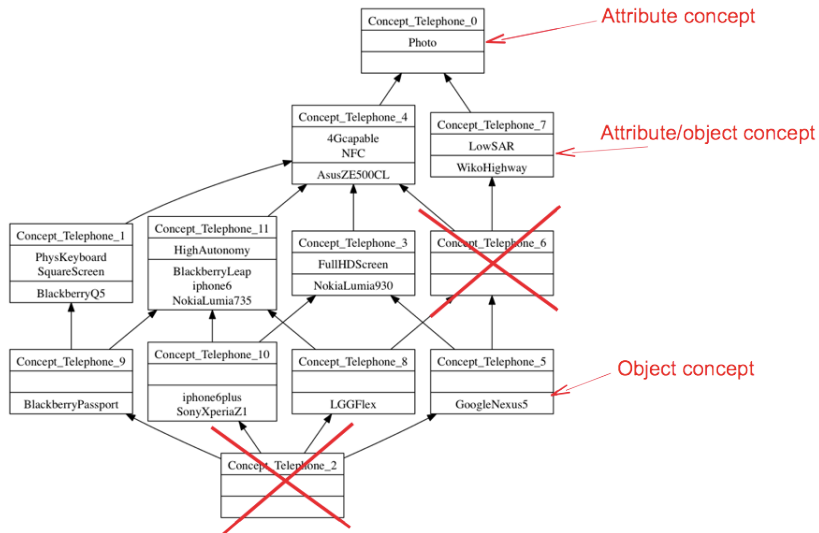 Concept_Telephone_0
Photo
Attribute concept
Concept_Telephone_4
4Gcapable
NFC
AsusZE500CL
Concept_Telephone_7
LowSAR
WikoHighway
Attribute/object concept
Concept_Telephone_1
PhysKeyboard
SquareScreen
BlackberryQ5
Concept_Telephone_11
HighAutonomy
BlackberryLeap
iphone6
NokiaLumia735
Concept_Telephone_3
FullHDScreen
NokiaLumia930
Concept_Telephone_6
Concept_Telephone_9
BlackberryPassport
Concept_Telephone_10
iphone6plus
SonyXperiaZ1
Concept_Telephone_8
LGGFlex
Concept_Telephone_5
GoogleNexus5
Object concept
Concept_Telephone_2